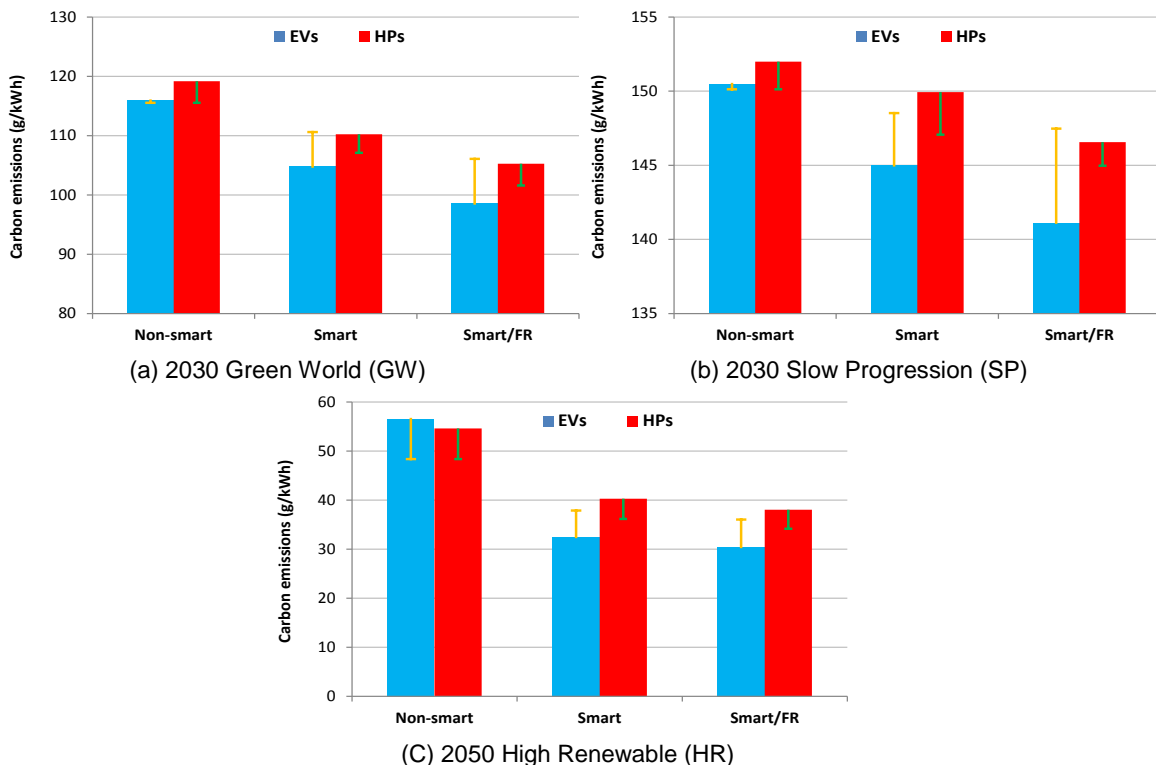 130
120
110
100
90
80
Carbon emissions (g/kWh)
EVs HPs
Non-smart Smart Smart/FR
(a) 2030 Green World (GW)
155
150
145
140
135
Carbon emissions (g/kWh)
EVs HPs
Non-smart Smart Smart/FR
(b) 2030 Slow Progression (SP)
60
50
40
30
20
10
0
Carbon emissions (g/kWh)
EVs HPs
Non-smart Smart Smart/FR
(C) 2050 High Renewable (HR)